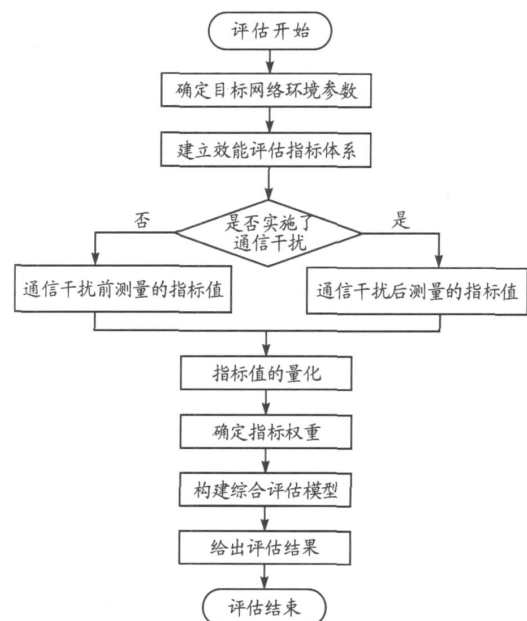 评估开始
确定目标网络环境参数
建立效能评估指标体系
是否实施了
通信干扰
否
是
通信干扰前测量的指标值
通信干扰后测量的指标值
指标值的量化
确定指标权重
构建综合评估模型
给出评估结果
评估结束